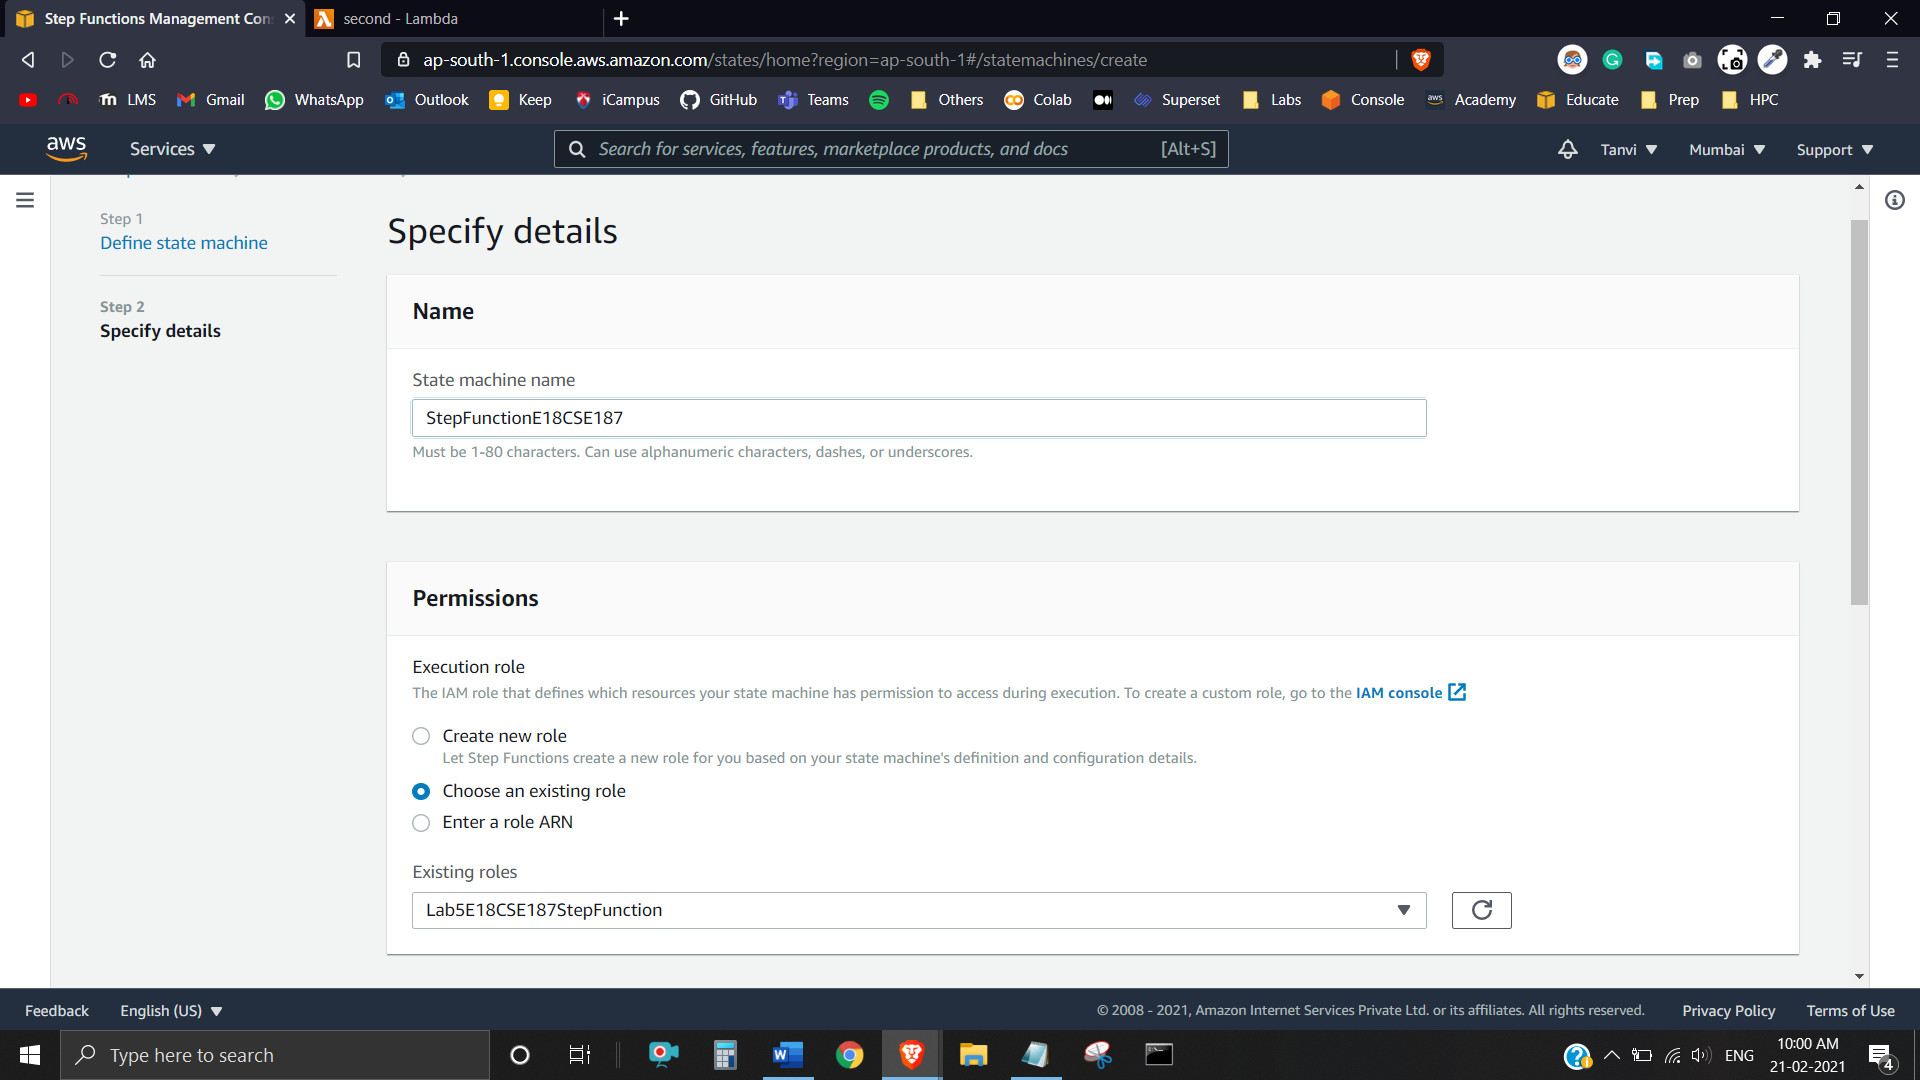 Step Functions Management Con
second - Lambda
ap-south-1.console.aws.amazon.com/states/home?region=ap-south-1#/statemachines/create
LMS
Gmail
WhatsApp
Outlook
Keep
iCampus
GitHub
Teams
Others
Colab
Superset
Labs
Console
Academy
Educate
Prep
HPC
aws
Services
Search for services, features, marketplace products, and docs
[Alt+S]
Tanvi
Mumbai
Support
Step 1
Define state machine
Step 2
Specify details
Specify details
Name
State machine name
StepFunctionE18CSE187
Must be 1-80 characters. Can use alphanumeric characters, dashes, or underscores.
Permissions
Execution role
The IAM role that defines which resources your state machine has permission to access during execution. To create a custom role, go to the IAM console
Create new role
Let Step Functions create a new role for you based on your state machine's definition and configuration details.
Choose an existing role
Enter a role ARN
Existing roles
Lab5E18CSE187StepFunction
Feedback
English (US)
© 2008 - 2021, Amazon Internet Services Private Ltd. or its affiliates. All rights reserved.
Privacy Policy
Terms of Use
Type here to search
ENG
10:00 AM
21-02-2021
4